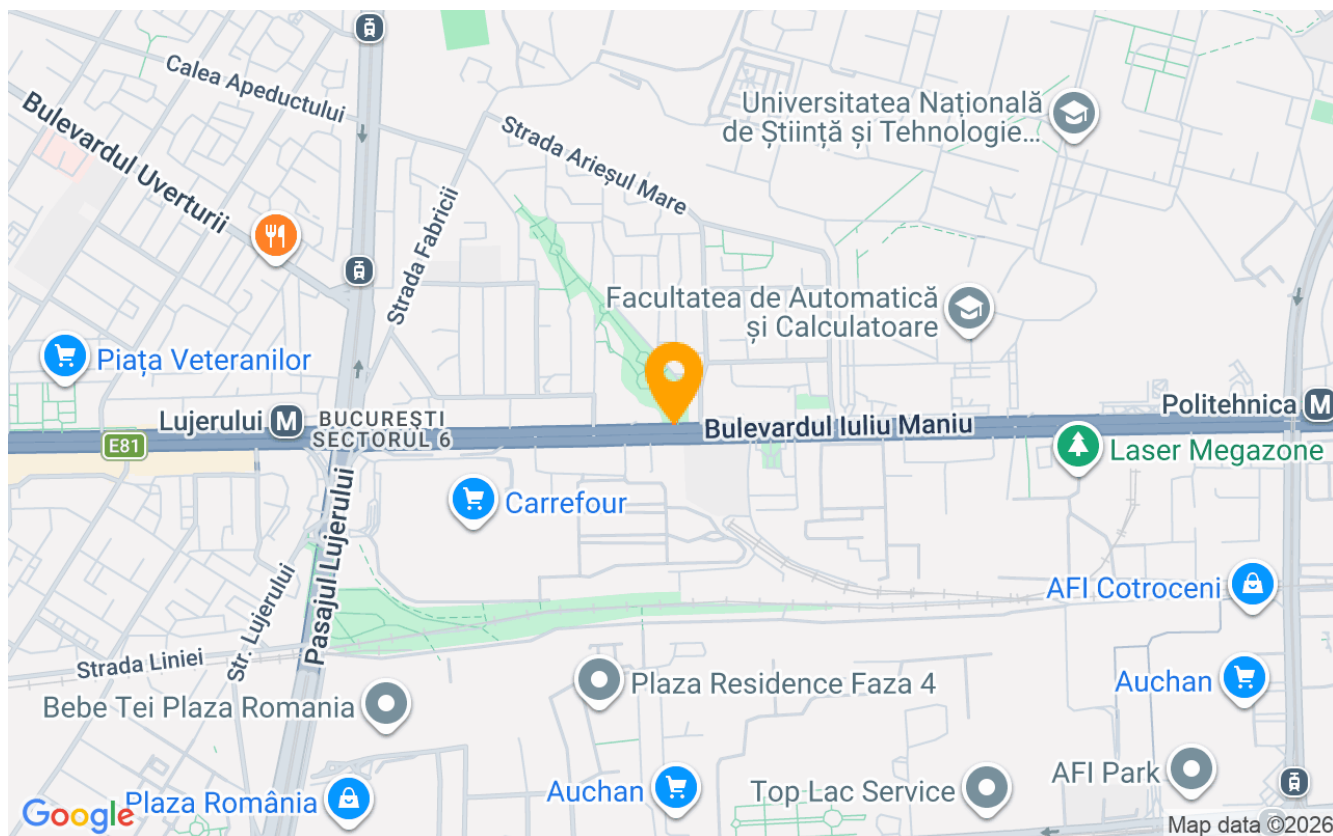 Calea Apeductului
Bulevardul Uverturii
Strada Fabricii
Strada Arieșul Mare
Universitatea Națională
de Știință și Tehnologie...
Facultatea de Automatică
și Calculatoare
Piața Veteranilor
Lujerului M
BUCUREȘTI
SECTORUL 6
E81
Bulevardul Iuliu Maniu
Politehnica M
Laser Megazone
Carrefour
Pasajul Lujerului
Str. Lujerului
Strada Liniei
AFI Cotroceni
Auchan
Plaza Residence Faza 4
Bebe Tei Plaza Romania
AFI Park
Top Lac Service
Auchan
Plaza România
Google
Map data ©2026